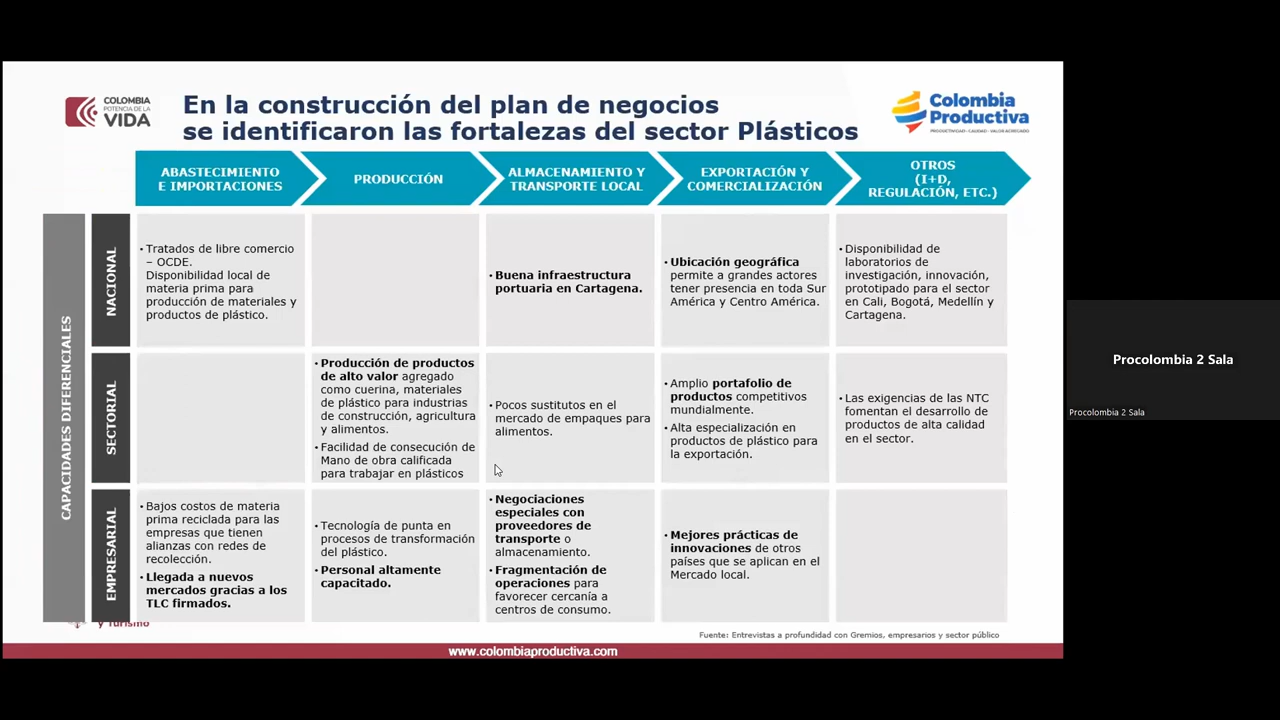 COLOMBIA
POTENCIA DE LA
VIDA
En la construcción del plan de negocios
se identificaron las fortalezas del sector Plásticos
Colombia
Productiva
PRODUCTIVIDAD · CALIDAD · VALOR AGREGADO
ABASTECIMIENTO
E IMPORTACIONES
PRODUCCIÓN
ALMACENAMIENTO Y
TRANSPORTE LOCAL
EXPORTACIÓN Y
COMERCIALIZACIÓN
OTROS
(I+D,
REGULACIÓN, ETC.)
CAPACIDADES DIFERENCIALES
NACIONAL
• Tratados de libre comercio
– OCDE.
Disponibilidad local de
materia prima para
producción de materiales y
productos de plástico.
• Buena infraestructura
portuaria en Cartagena.
• Ubicación geográfica
permite a grandes actores
tener presencia en toda Sur
América y Centro América.
• Disponibilidad de
laboratorios de
investigación, innovación,
prototipado para el sector
en Cali, Bogotá, Medellín y
Cartagena.
SECTORIAL
• Producción de productos
de alto valor agregado
como cuerina, materiales
de plástico para industrias
de construcción, agricultura
y alimentos.
• Facilidad de consecución de
Mano de obra calificada
para trabajar en plásticos
• Pocos sustitutos en el
mercado de empaques para
alimentos.
• Amplio portafolio de
productos competitivos
mundialmente.
• Alta especialización en
productos de plástico para
la exportación.
• Las exigencias de las NTC
fomentan el desarrollo de
productos de alta calidad
en el sector.
EMPRESARIAL
• Bajos costos de materia
prima reciclada para las
empresas que tienen
alianzas con redes de
recolección.
• Llegada a nuevos
mercados gracias a los
TLC firmados.
• Tecnología de punta en
procesos de transformación
del plástico.
• Personal altamente
capacitado.
• Negociaciones
especiales con
proveedores de
transporte o
almacenamiento.
• Fragmentación de
operaciones para
favorecer cercanía a
centros de consumo.
• Mejores prácticas de
innovaciones de otros
países que se aplican en el
Mercado local.
y Turismo
Fuente: Entrevistas a profundidad con Gremios, empresarios y sector público
www.colombiaproductiva.com
Procolombia 2 Sala
Procolombia 2 Sala